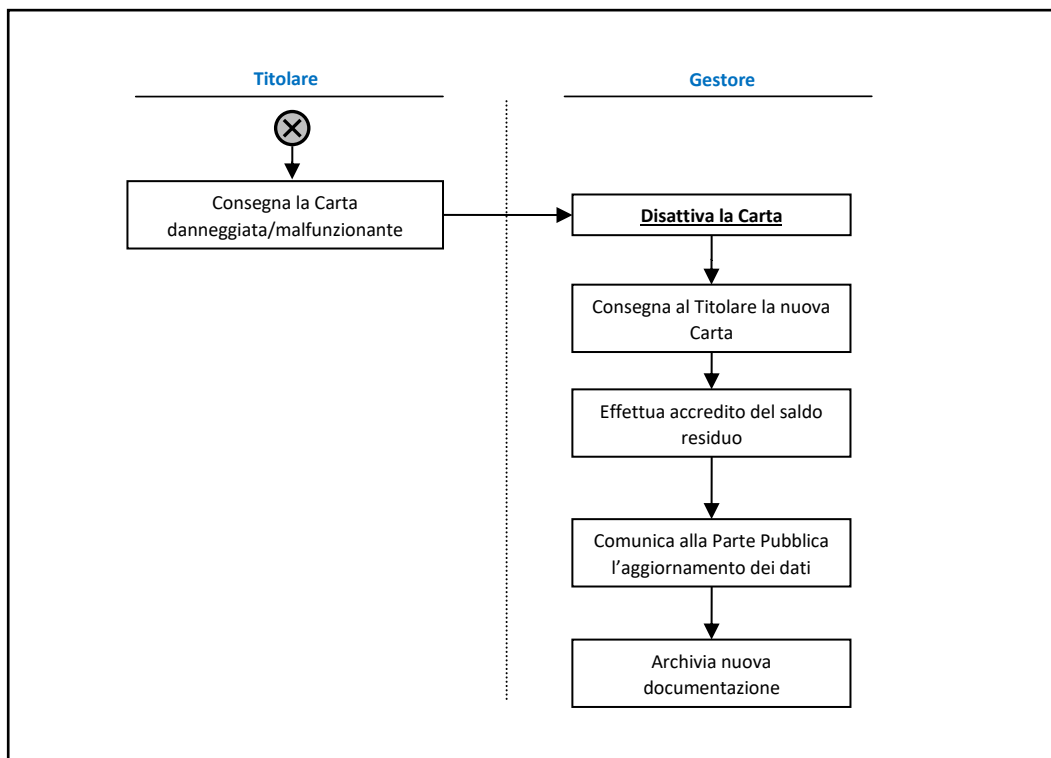 Titolare
Gestore
Consegna la Carta
danneggiata/malfunzionante
Disattiva la Carta
Consegna al Titolare la nuova
Carta
Effettua accredito del saldo
residuo
Comunica alla Parte Pubblica
l’aggiornamento dei dati
Archivia nuova
documentazione